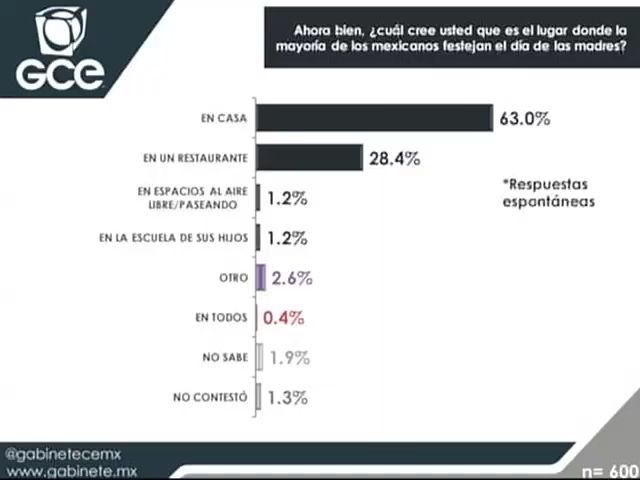 GCE
Ahora bien, ¿cuál cree usted que es el lugar donde la
mayoría de los mexicanos festejan el día de las madres?
EN CASA 63.0%
EN UN RESTAURANTE 28.4%
EN ESPACIOS AL AIRE
LIBRE/PASEANDO 1.2%
EN LA ESCUELA DE SUS HIJOS 1.2%
OTRO 2.6%
EN TODOS 0.4%
NO SABE 1.9%
NO CONTESTÓ 1.3%
*Respuestas
espontáneas
@gabinetecemx
www.gabinete.mx
n= 600